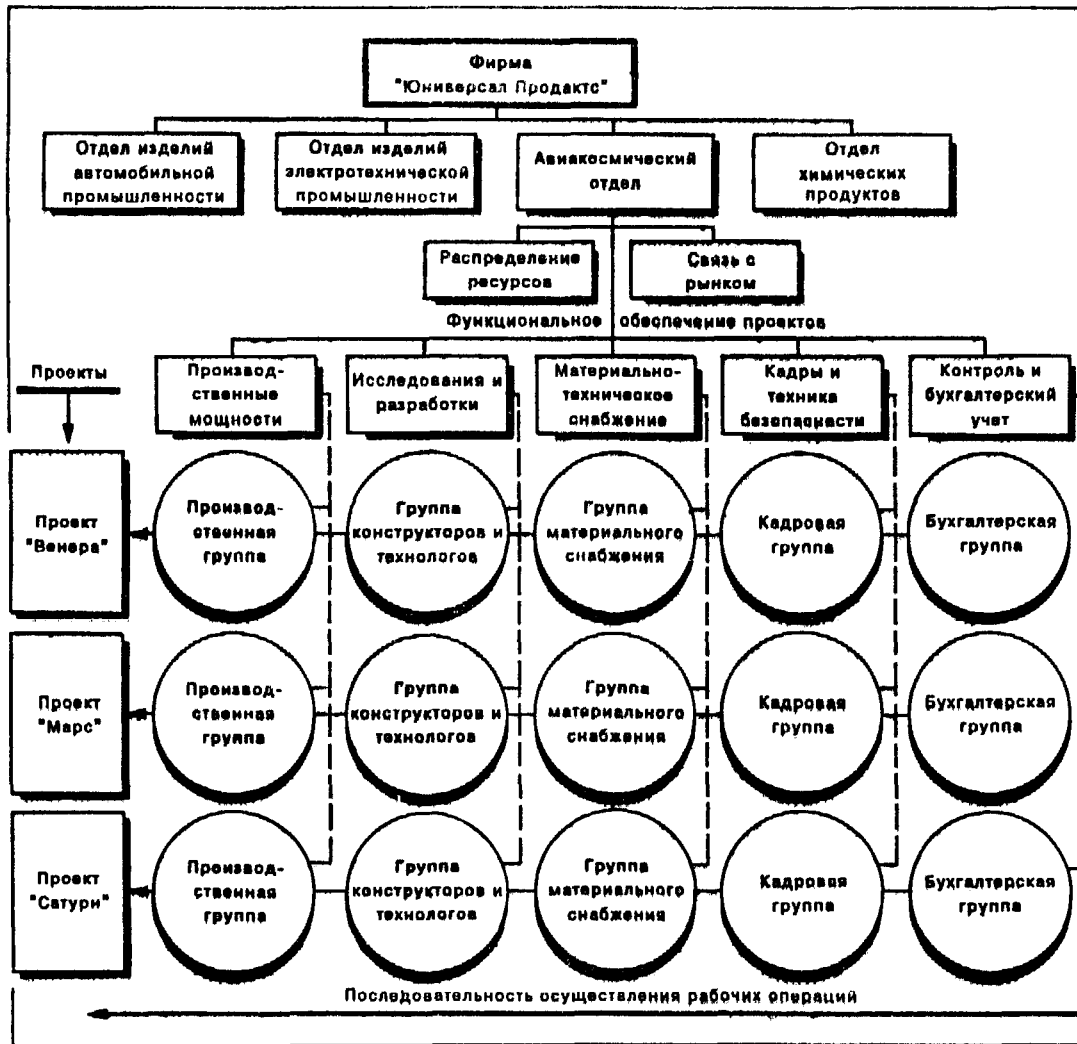 Фирма
"Юниверсал Продактс"
Отдел изделий
автомобильной
промышленности
Отдел изделий
электротехнической
промышленности
Авиакосмический
отдел
Отдел
химических
продуктов
Распределение
ресурсов
Связь с
рынком
Функциональное обеспечение проектов
Проекты
Производ-
ственные
мощности
Исследования и
разработки
Материально-
техническое
снабжение
Кадры и
техника
безопасности
Контроль и
бухгалтерский
учет
Проект
"Венера"
Производ-
ственная
группа
Группа
конструкторов и
технологов
Группа
материального
снабжения
Кадровая
группа
Бухгалтерская
группа
Проект
"Марс"
Производ-
ственная
группа
Группа
конструкторов и
технологов
Группа
материального
снабжения
Кадровая
группа
Бухгалтерская
группа
Проект
"Сатурн"
Производ-
ственная
группа
Группа
конструкторов и
технологов
Группа
материального
снабжения
Кадровая
группа
Бухгалтерская
группа
Последовательность осуществления рабочих операций